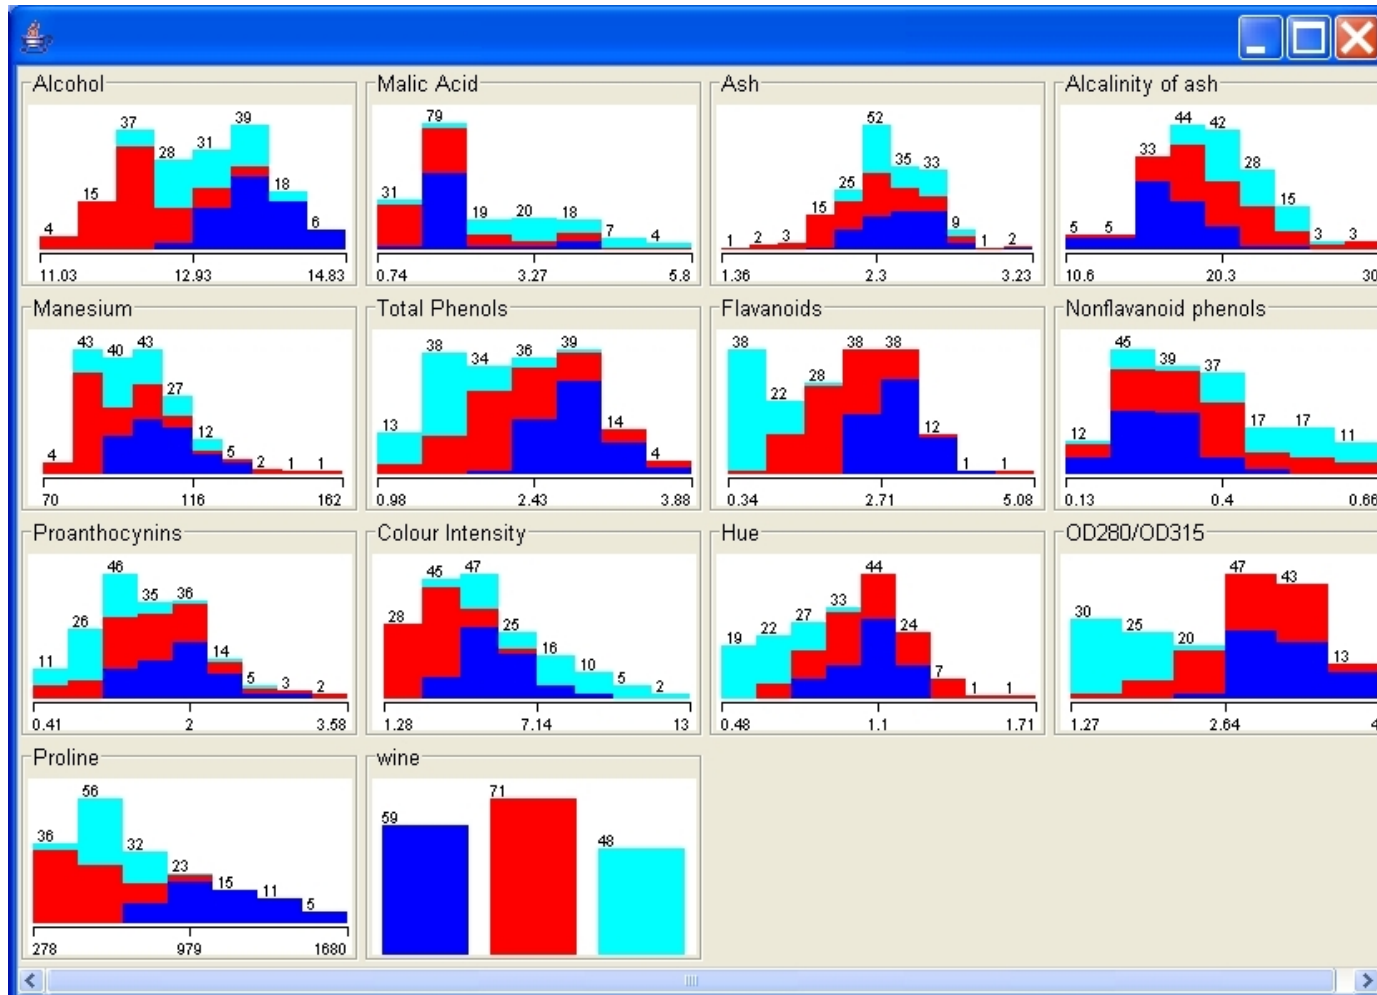 Alcohol
4 15 37 28 31 39 18 6
11.03 12.93 14.83
Malic Acid
31 79 19 20 18 7 4
0.74 3.27 5.8
Ash
1 2 3 15 25 52 35 33 9 1 2
1.36 2.3 3.23
Alcalinity of ash
5 5 33 44 42 28 15 3 3
10.6 20.3 30
Manesium
4 43 40 43 27 12 5 2 1 1
70 116 162
Total Phenols
13 38 34 36 39 14 4
0.98 2.43 3.88
Flavanoids
38 22 28 38 38 12 1 1
0.34 2.71 5.08
Nonflavanoid phenols
12 45 39 37 17 17 11
0.13 0.4 0.66
Proanthocynins
11 26 46 35 36 14 5 3 2
0.41 2 3.58
Colour Intensity
28 45 47 25 16 10 5 2
1.28 7.14 13
Hue
19 22 27 33 44 24 7 1 1
0.48 1.1 1.71
OD280/OD315
30 25 20 47 43 13
1.27 2.64 4
Proline
36 56 32 23 15 11 5
278 979 1680
wine
59 71 48